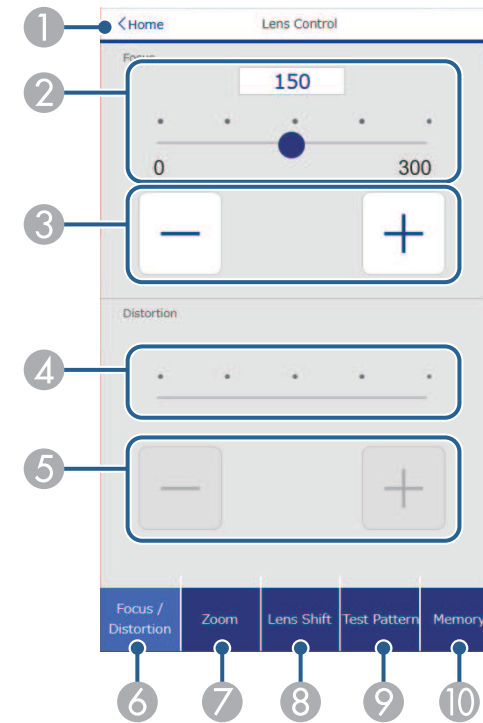 1
<Home Lens Control
Focus
2
150
0 300
3
Distortion
4
5
Focus / Distortion
Zoom
Lens Shift
Test Pattern
Memory
6 7 8 9 10